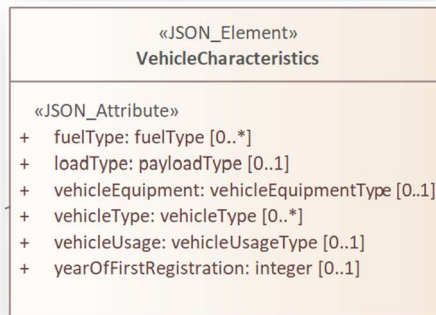 «JSON_Element»
VehicleCharacteristics
«JSON_Attribute»
+ fuelType: fuelType [0..*]
+ loadType: payloadType [0..1]
+ vehicleEquipment: vehicleEquipmentType [0..1]
+ vehicleType: vehicleType [0..*]
+ vehicleUsage: vehicleUsageType [0..1]
+ yearOfFirstRegistration: integer [0..1]